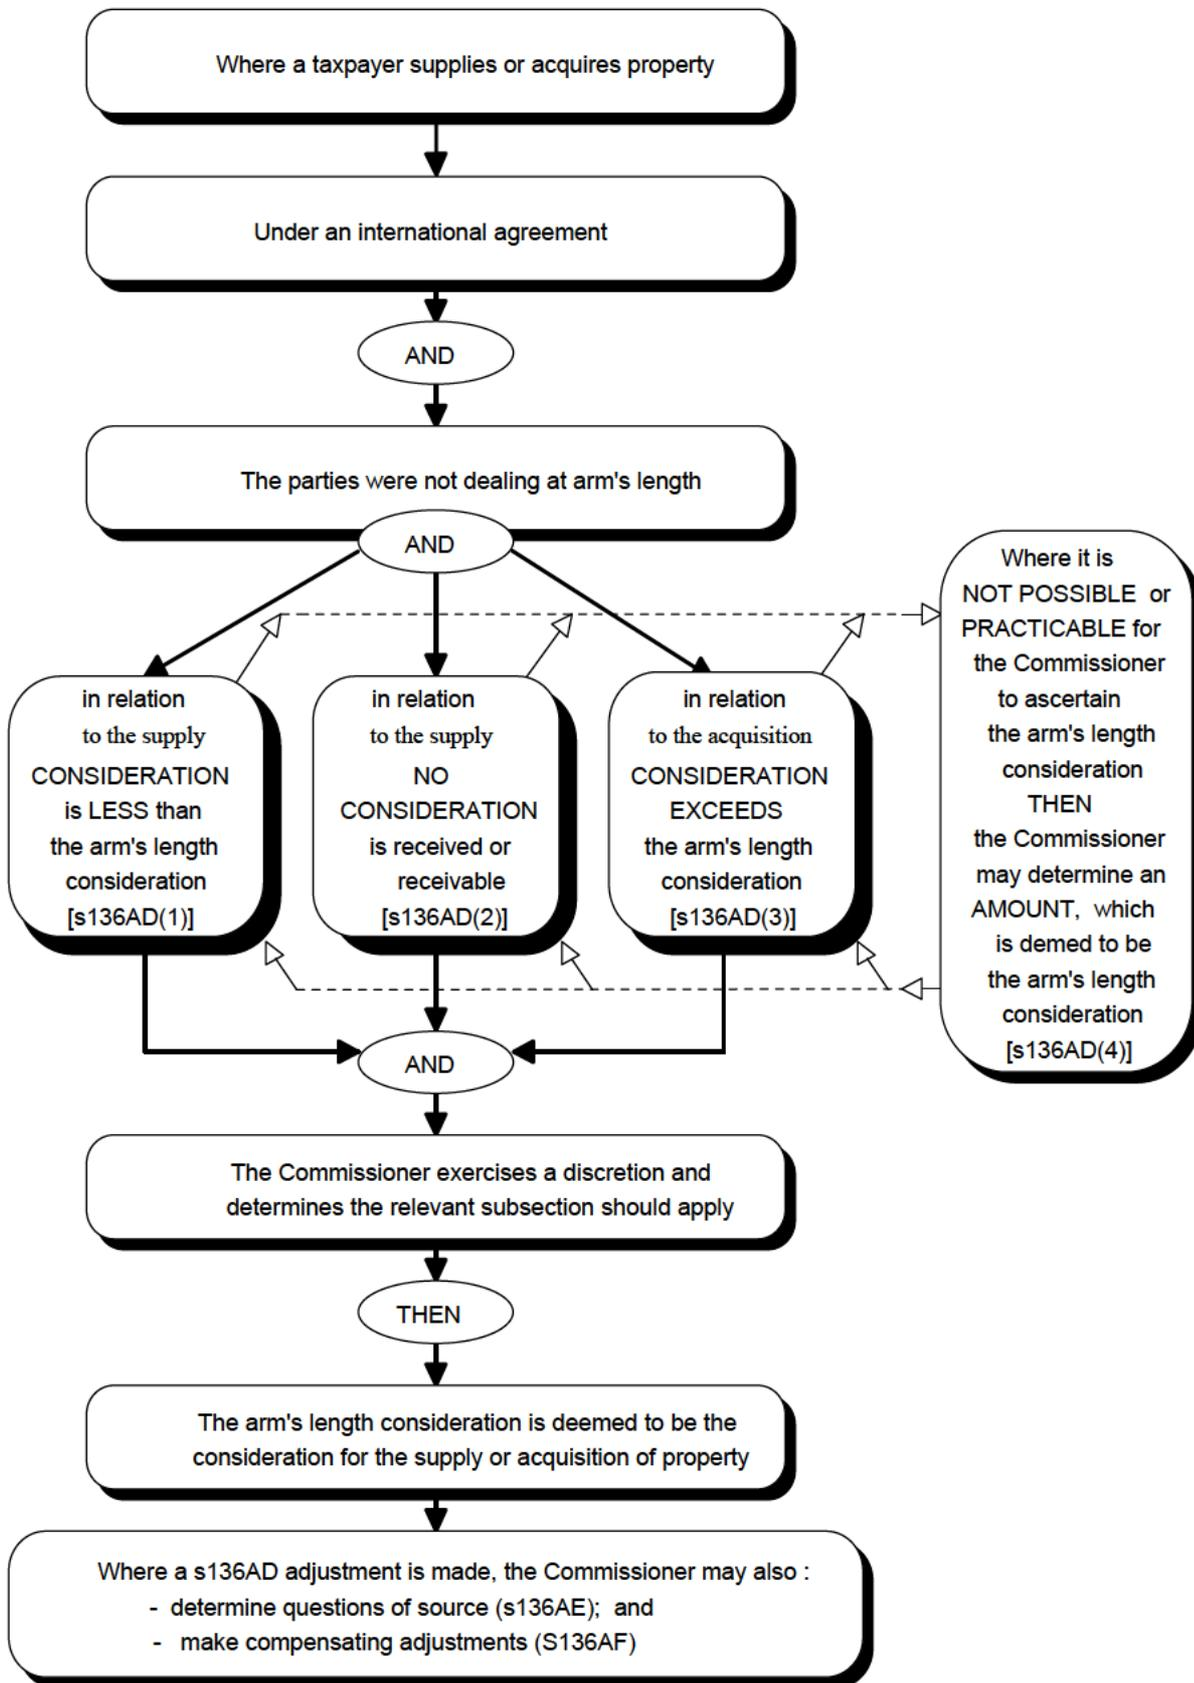 Where a taxpayer supplies or acquires property
Under an international agreement
AND
The parties were not dealing at arm's length
AND
in relation
to the supply
CONSIDERATION
is LESS than
the arm's length
consideration
[s136AD(1)]
in relation
to the supply
NO
CONSIDERATION
is received or
receivable
[s136AD(2)]
in relation
to the acquisition
CONSIDERATION
EXCEEDS
the arm's length
consideration
[s136AD(3)]
Where it is
NOT POSSIBLE or
PRACTICABLE for
the Commissioner
to ascertain
the arm's length
consideration
THEN
the Commissioner
may determine an
AMOUNT, which
is demed to be
the arm's length
consideration
[s136AD(4)]
AND
The Commissioner exercises a discretion and
determines the relevant subsection should apply
THEN
The arm's length consideration is deemed to be the
consideration for the supply or acquisition of property
Where a s136AD adjustment is made, the Commissioner may also :
- determine questions of source (s136AE); and
- make compensating adjustments (S136AF)